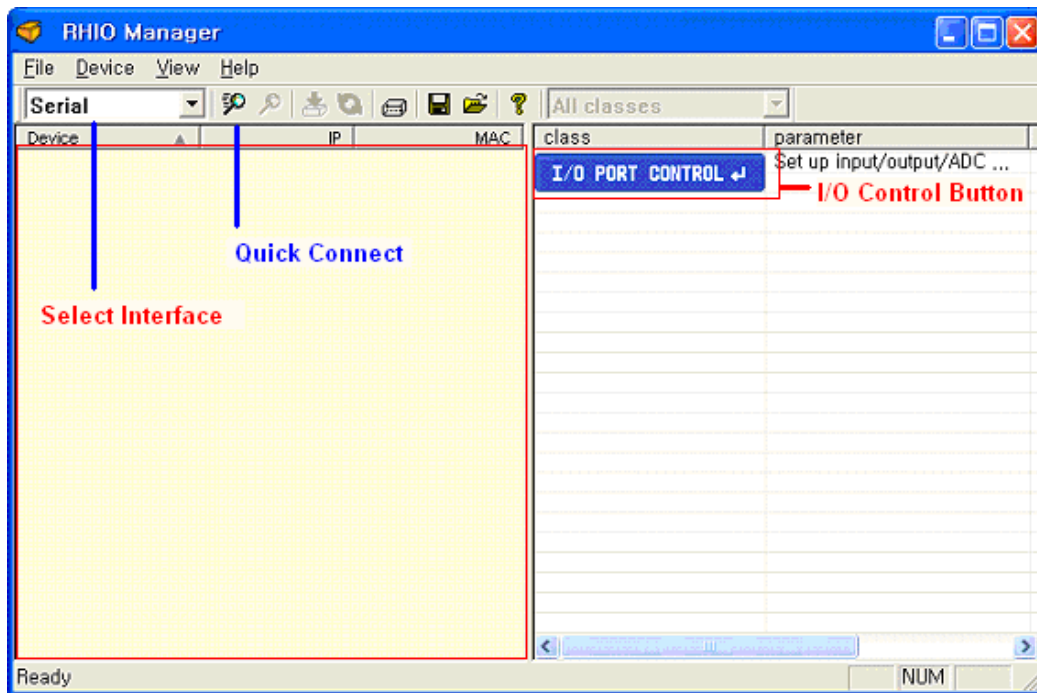 RHIO Manager
File Device View Help
Serial
All classes
Device IP MAC
class parameter
I/O PORT CONTROL
Set up input/output/ADC ...
I/O Control Button
Quick Connect
Select Interface
Ready
NUM